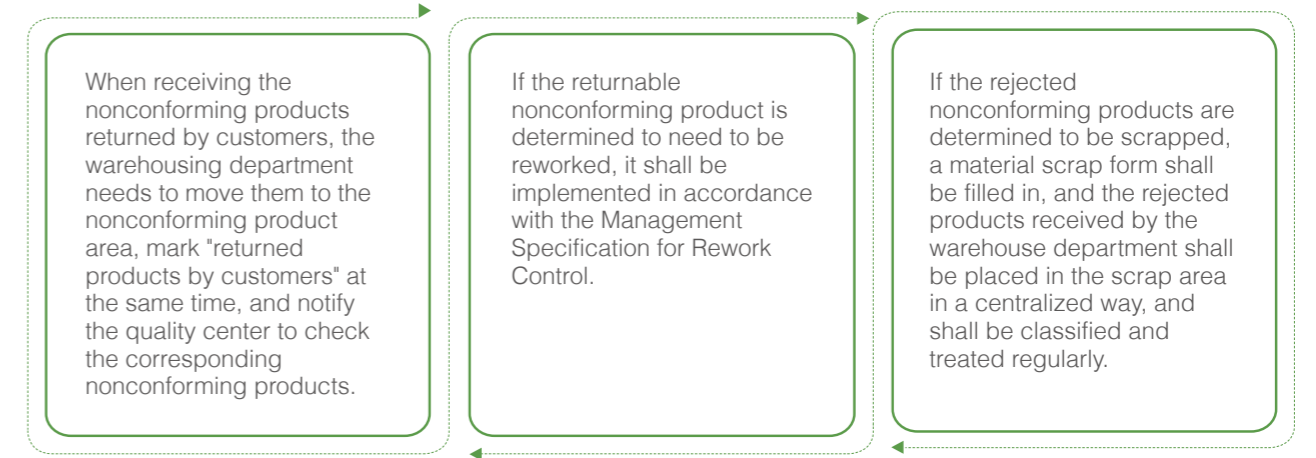 When receiving the
nonconforming products
returned by customers, the
warehousing department
needs to move them to the
nonconforming product
area, mark "returned
products by customers" at
the same time, and notify
the quality center to check
the corresponding
nonconforming products.
If the returnable
nonconforming product is
determined to need to be
reworked, it shall be
implemented in accordance
with the Management
Specification for Rework
Control.
If the rejected
nonconforming products are
determined to be scrapped,
a material scrap form shall
be filled in, and the rejected
products received by the
warehouse department shall
be placed in the scrap area
in a centralized way, and
shall be classified and
treated regularly.